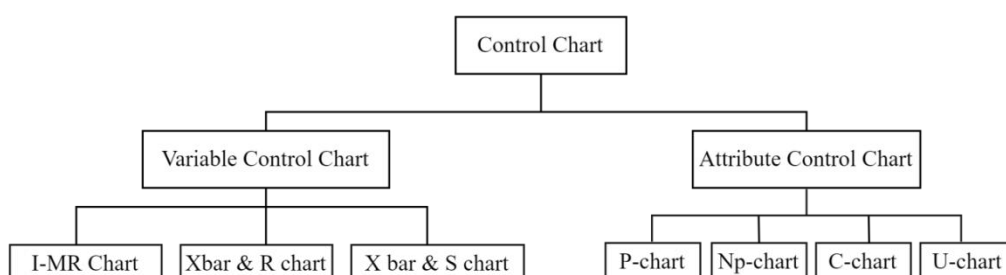 Control Chart
Variable Control Chart
Attribute Control Chart
I-MR Chart
Xbar & R chart
X bar & S chart
P-chart
Np-chart
C-chart
U-chart